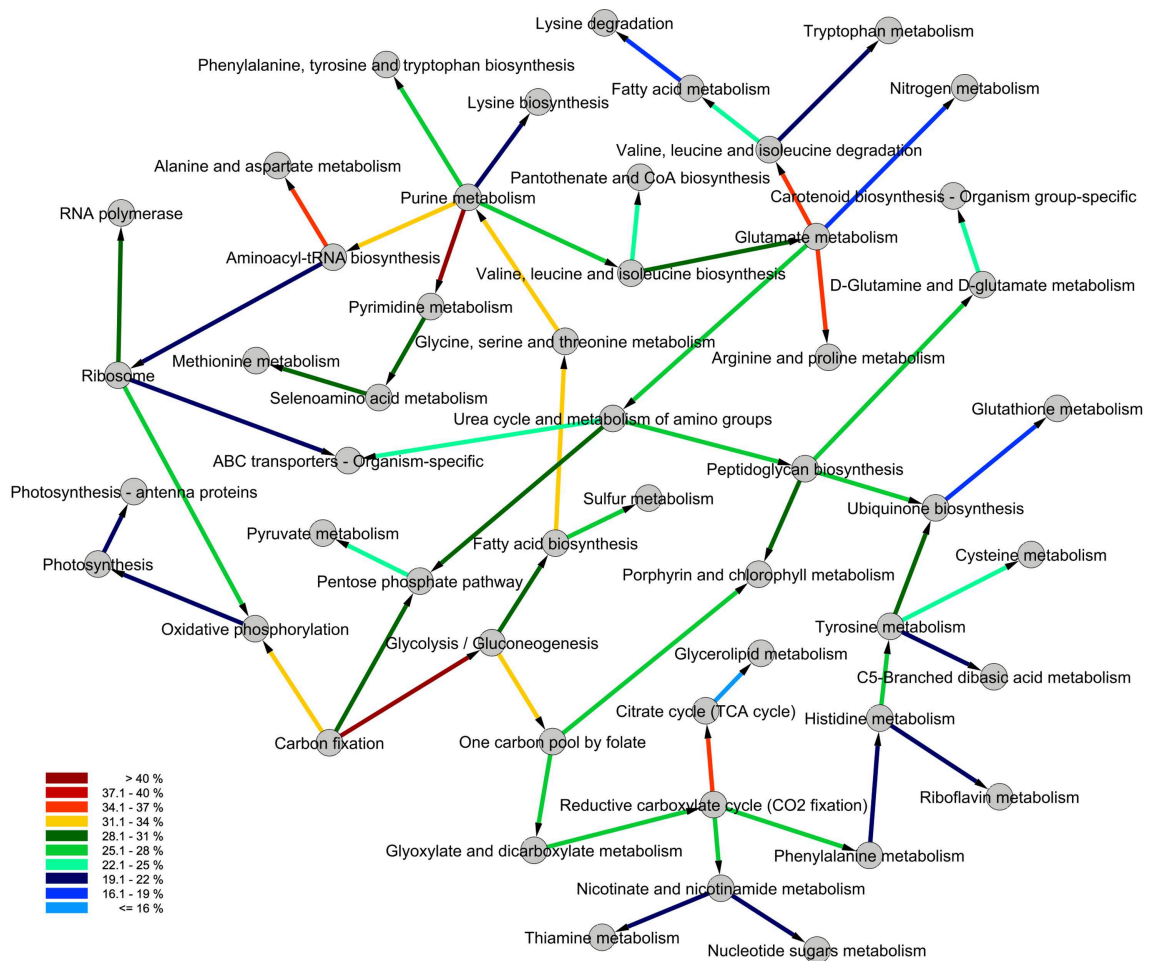 Lysine degradation
Tryptophan metabolism
Phenylalanine, tyrosine and tryptophan biosynthesis
Fatty acid metabolism
Nitrogen metabolism
Lysine biosynthesis
Valine, leucine and isoleucine degradation
Alanine and aspartate metabolism
Pantothenate and CoA biosynthesis
Purine metabolism
Carotenoid biosynthesis - Organism group-specific
RNA polymerase
Glutamate metabolism
Aminoacyl-tRNA biosynthesis
Valine, leucine and isoleucine biosynthesis
D-Glutamine and D-glutamate metabolism
Pyrimidine metabolism
Glycine, serine and threonine metabolism
Methionine metabolism
Arginine and proline metabolism
Ribosome
Selenoamino acid metabolism
Glutathione metabolism
Urea cycle and metabolism of amino groups
ABC transporters - Organism-specific
Peptidoglycan biosynthesis
Photosynthesis - antenna proteins
Sulfur metabolism
Ubiquinone biosynthesis
Pyruvate metabolism
Fatty acid biosynthesis
Cysteine metabolism
Photosynthesis
Pentose phosphate pathway
Porphyrin and chlorophyll metabolism
Oxidative phosphorylation
Tyrosine metabolism
Glycolysis / Gluconeogenesis
Glycerolipid metabolism
C5-Branched dibasic acid metabolism
Citrate cycle (TCA cycle)
Histidine metabolism
Carbon fixation
One carbon pool by folate
Riboflavin metabolism
Reductive carboxylate cycle (CO2 fixation)
Glyoxylate and dicarboxylate metabolism
Phenylalanine metabolism
Nicotinate and nicotinamide metabolism
Thiamine metabolism
Nucleotide sugars metabolism
> 40 %
37.1 - 40 %
34.1 - 37 %
31.1 - 34 %
28.1 - 31 %
25.1 - 28 %
22.1 - 25 %
19.1 - 22 %
16.1 - 19 %
<= 16 %